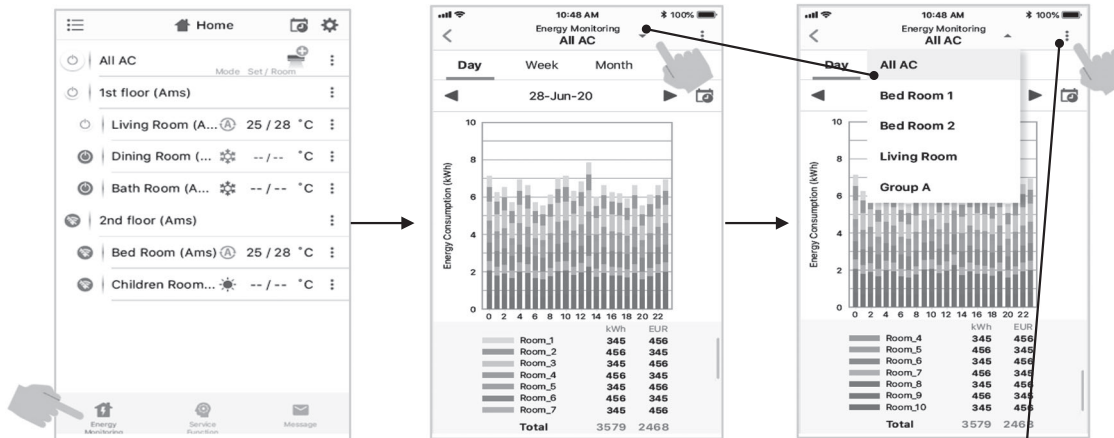 Home
All AC
Mode Set / Room
1st floor (Ams)
Living Room (A... A 25 / 28 °C
Dining Room (... -- / -- °C
Bath Room (A... -- / -- °C
2nd floor (Ams)
Bed Room (Ams) A 25 / 28 °C
Children Room... -- / -- °C
Energy Monitoring
Service Function
Message
10:48 AM 100%
Energy Monitoring
All AC
Day Week Month
28-Jun-20
Energy Consumption (kWh)
10
8
6
4
2
0
0 2 4 6 8 10 12 14 16 18 20 22
kWh EUR
Room_1 345 456
Room_2 456 345
Room_3 345 456
Room_4 345 456
Room_5 456 345
Room_6 456 345
Room_7 345 456
Total 3579 2468
10:48 AM 100%
Energy Monitoring
All AC
Day
All AC
Bed Room 1
Bed Room 2
Living Room
Group A
Energy Consumption (kWh)
10
8
6
4
2
0
0 2 4 6 8 10 12 14 16 18 20 22
kWh EUR
Room_4 345 456
Room_5 456 345
Room_6 345 345
Room_7 456 456
Room_8 345 456
Room_9 456 456
Room_10 345 456
Total 3579 2468